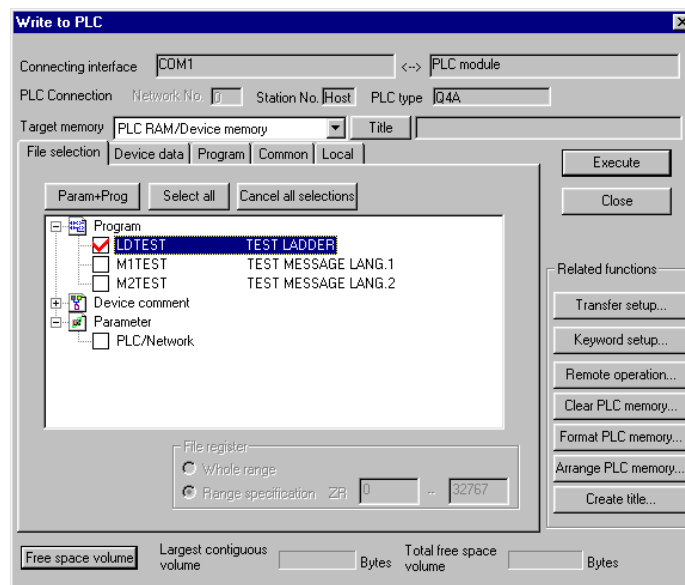 Write to PLC
Connecting interface COM1 <--> PLC module
PLC Connection Network No. 0 Station No. Host PLC type Q4A
Target memory PLC RAM/Device memory Title
File selection Device data Program Common Local
Execute
Param+Prog Select all Cancel all selections
Close
Program
LDTEST TEST LADDER
M1TEST TEST MESSAGE LANG.1
M2TEST TEST MESSAGE LANG.2
Device comment
Parameter
PLC/Network
Related functions
Transfer setup...
Keyword setup...
Remote operation...
Clear PLC memory...
Format PLC memory...
Arrange PLC memory...
Create title...
File register
Whole range
Range specification ZR 0 -- 32767
Free space volume Largest contiguous volume Bytes Total free space volume Bytes